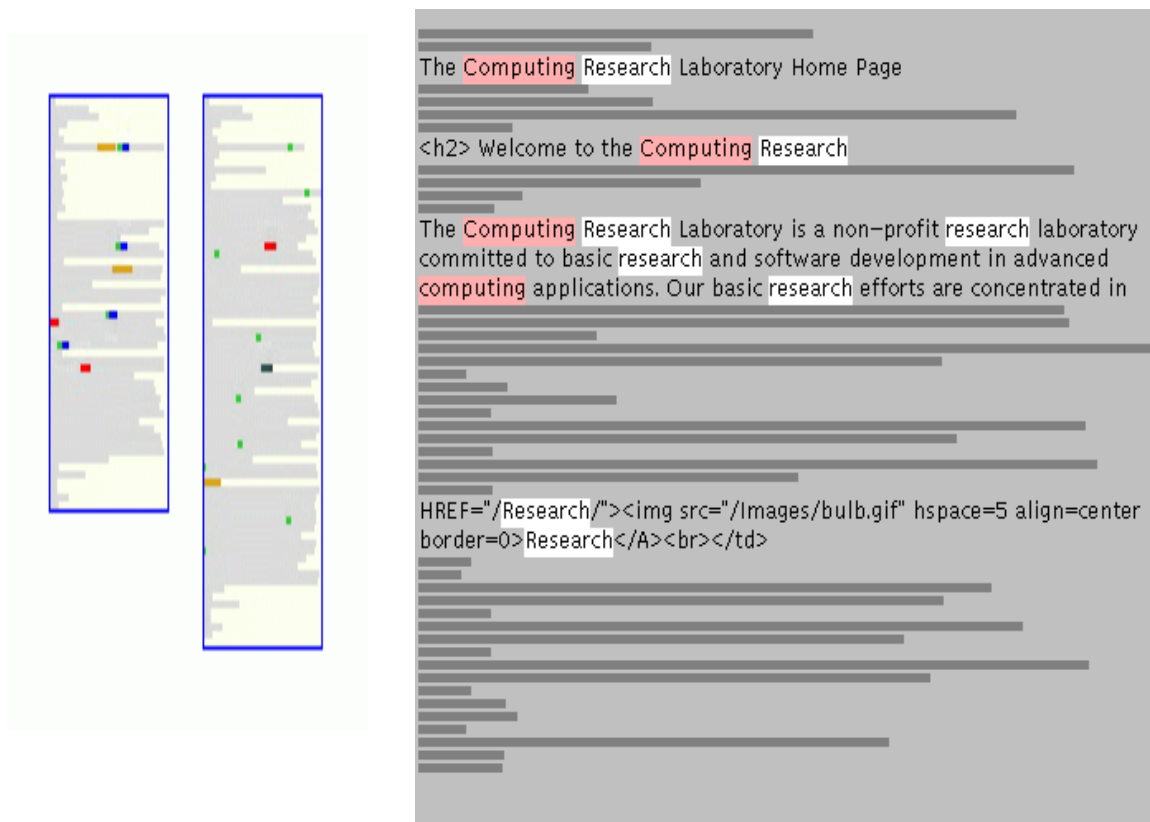 The Computing Research Laboratory Home Page
<h2> Welcome to the Computing Research
The Computing Research Laboratory is a non-profit research laboratory
committed to basic research and software development in advanced
computing applications. Our basic research efforts are concentrated in
HREF="/Research/"><img src="/Images/bulb.gif" hspace=5 align=center
border=0>Research</A><br></td>